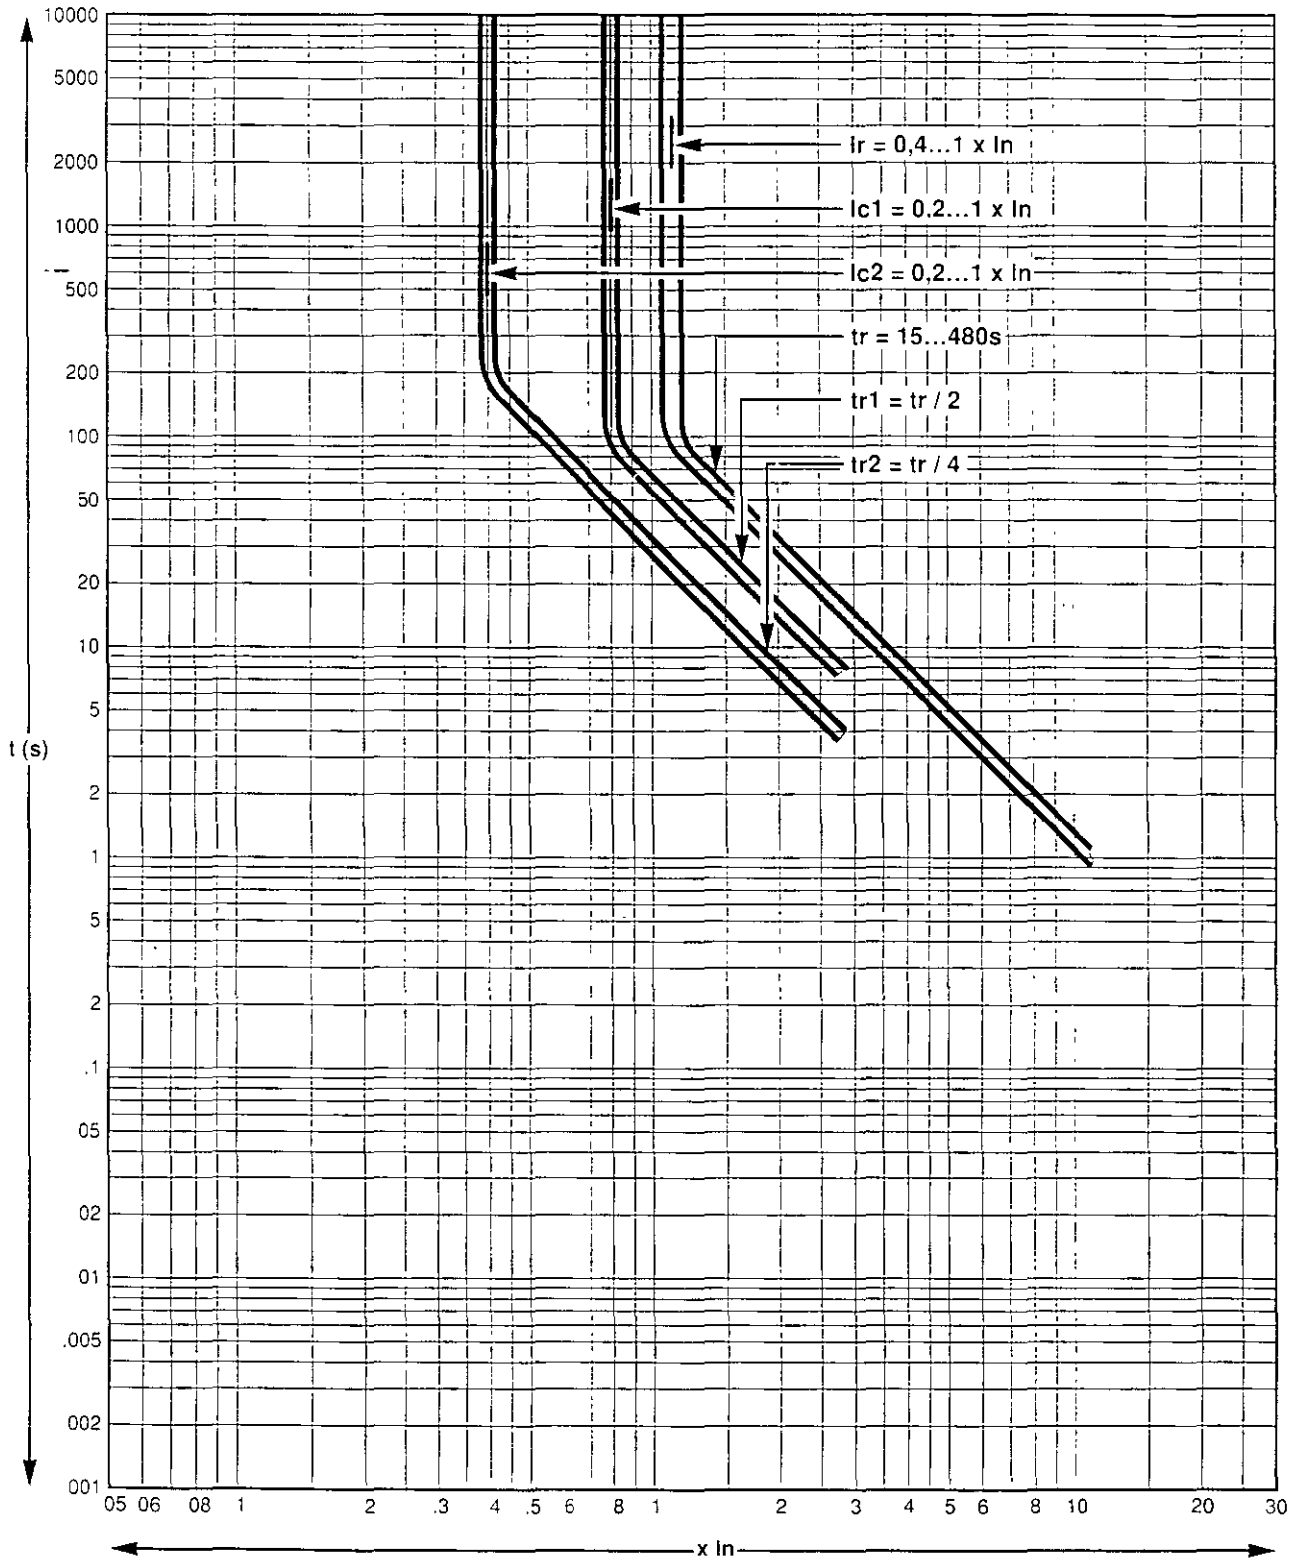 10000
5000
2000
1000
500
200
100
50
20
10
5
2
1
5
2
.1
05
02
01
.005
002
001
t (s)
Ir = 0,4...1 x In
Ic1 = 0,2...1 x In
Ic2 = 0,2...1 x In
tr = 15...480s
tr1 = tr / 2
tr2 = tr / 4
05 06 08 1 2 .3 4 .5 6 8 1 2 3 4 5 6 8 10 20 30
x In